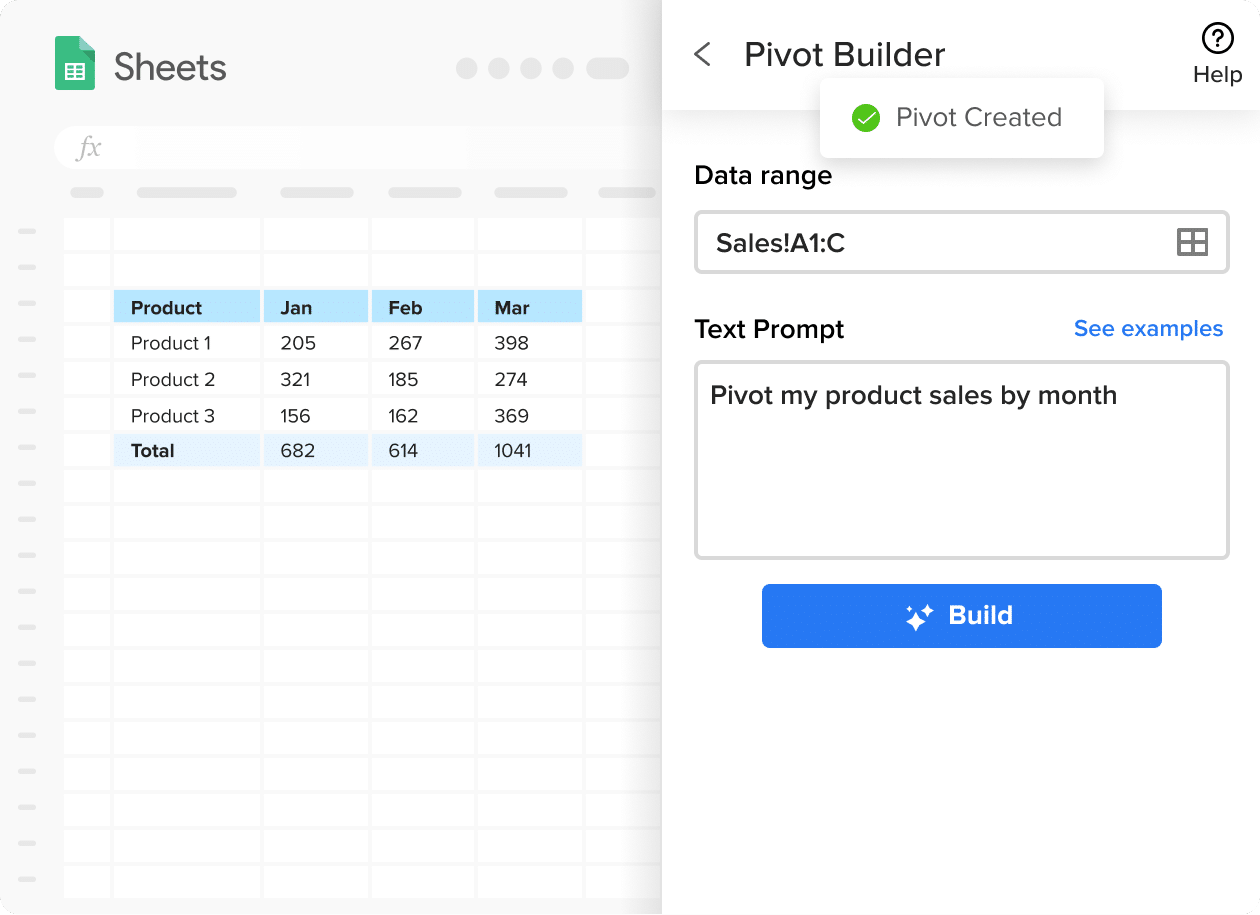 Sheets
fx
Product Jan Feb Mar
Product 1 205 267 398
Product 2 321 185 274
Product 3 156 162 369
Total 682 614 1041
Pivot Builder
Help
Pivot Created
Data range
Sales!A1:C
Text Prompt See examples
Pivot my product sales by month
Build